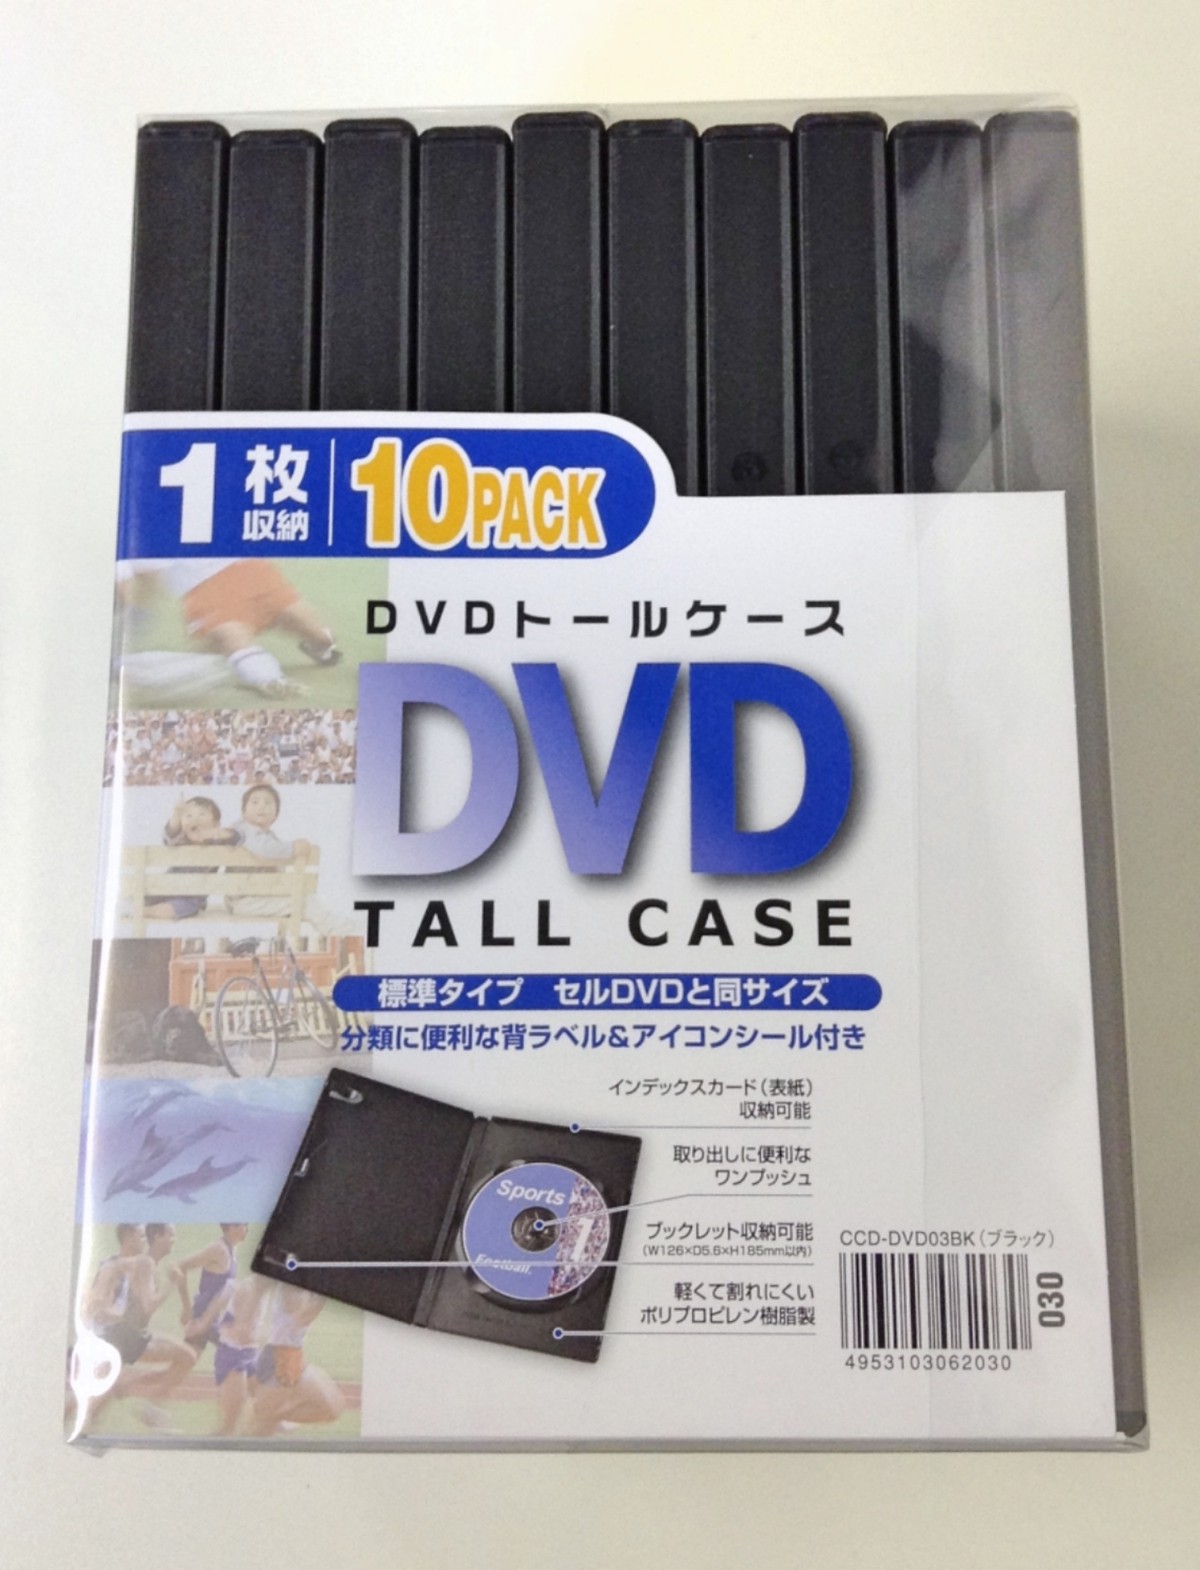 1枚収納
10PACK
DVDトールケース
DVD
TALL CASE
標準タイプ　セルDVDと同サイズ
分類に便利な背ラベル&アイコンシール付き
インデックスカード(表紙)
収納可能
取り出しに便利な
ワンプッシュ
Sports
1
Football
ブックレット収納可能
(W126×D5.6×H185mm以内)
軽くて割れにくい
ポリプロピレン樹脂製
CCD-DVD03BK(ブラック)
030
4953103062030